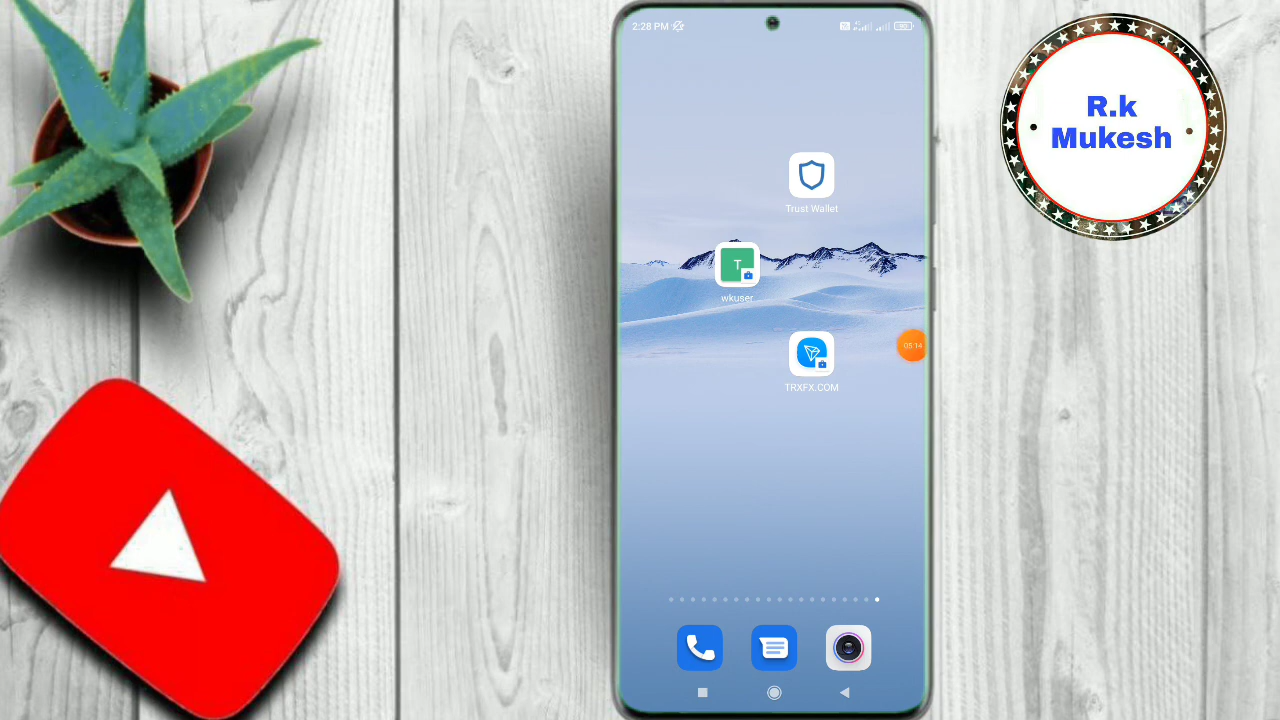 2:28 PM
R.k
Mukesh
Trust Wallet
T
wkuser
05:14
TRXFX.COM